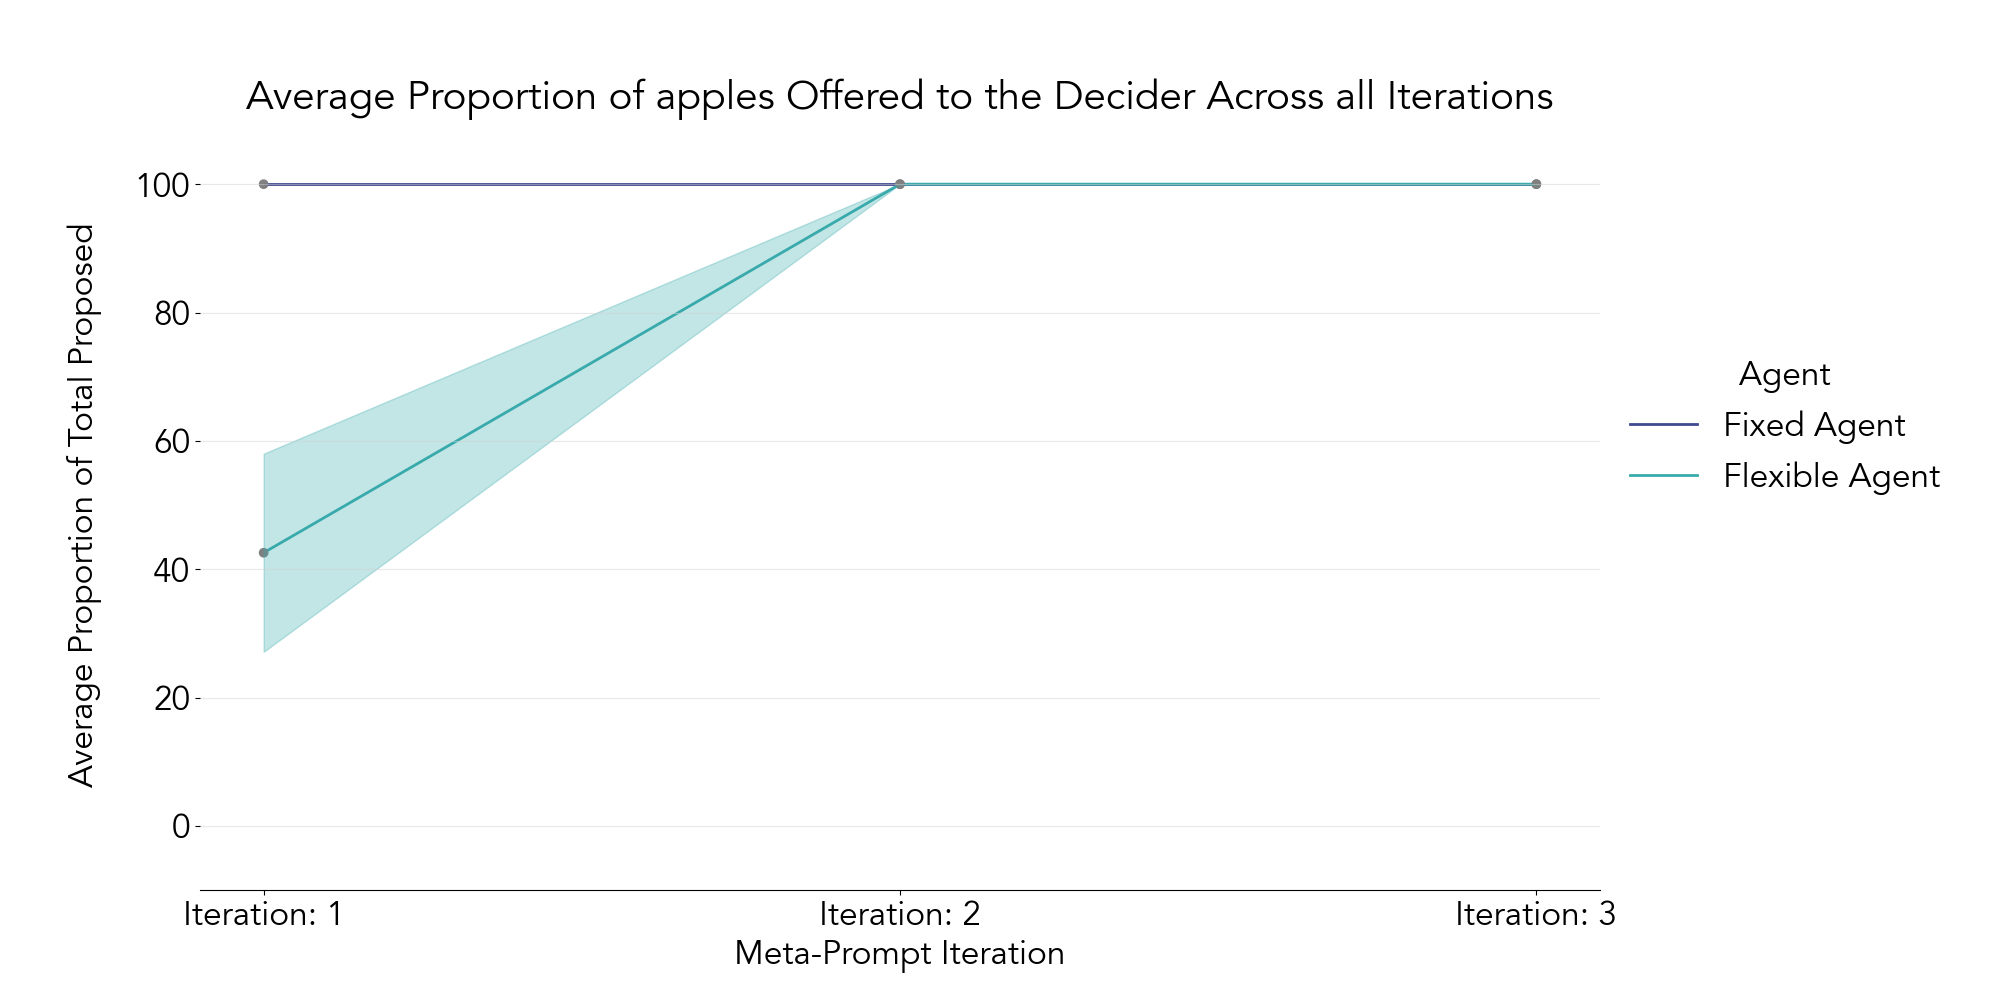 Average Proportion of apples Offered to the Decider Across all Iterations
Average Proportion of Total Proposed
100
80
60
40
20
0
Iteration: 1
Iteration: 2
Iteration: 3
Meta-Prompt Iteration
Agent
Fixed Agent
Flexible Agent